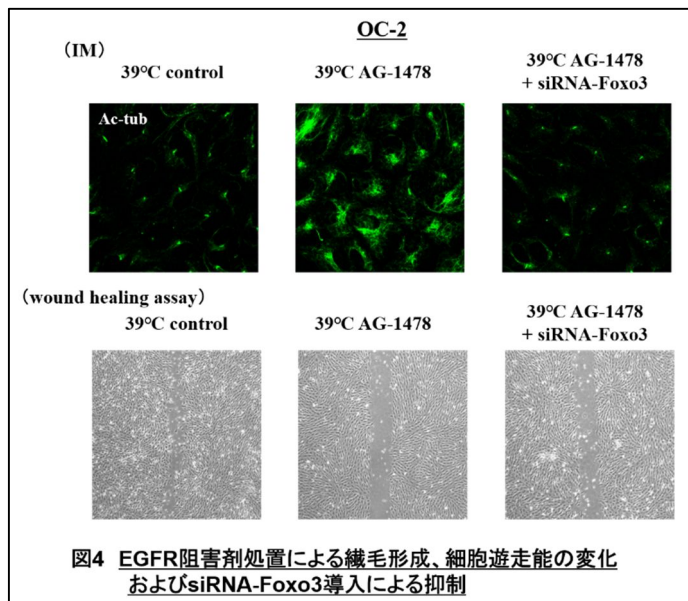 OC-2
（IM）
39℃ control
39℃ AG-1478
39℃ AG-1478
+ siRNA-Foxo3
Ac-tub
（wound healing assay）
39℃ control
39℃ AG-1478
39℃ AG-1478
+ siRNA-Foxo3
図4 EGFR阻害剤処置による繊毛形成、細胞遊走能の変化
およびsiRNA-Foxo3導入による抑制